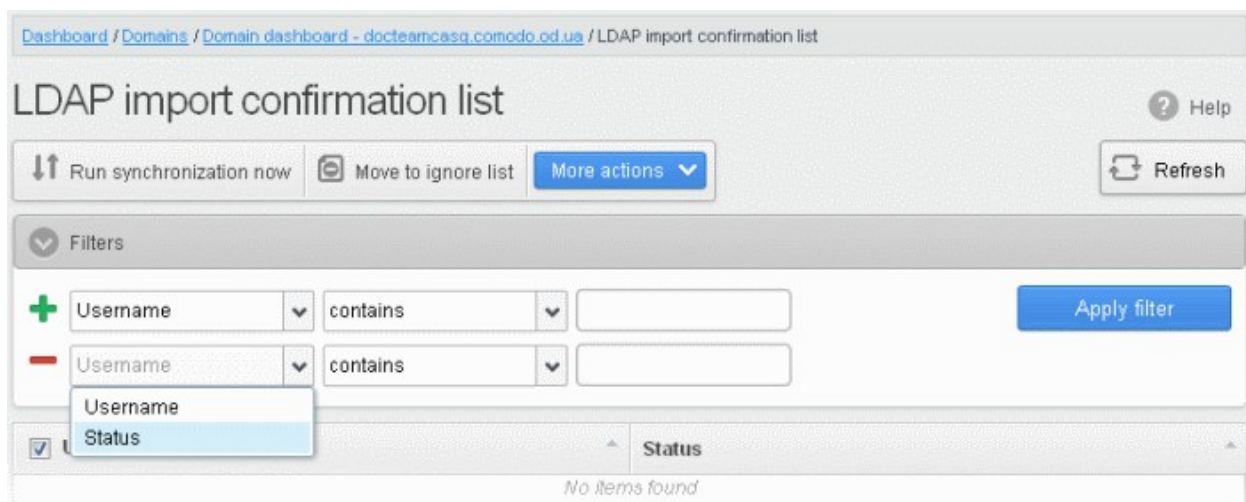 Dashboard / Domains / Domain dashboard - docteamcasg.comodo.od.ua / LDAP import confirmation list
LDAP import confirmation list
Help
Run synchronization now
Move to ignore list
More actions
Refresh
Filters
Username contains
Apply filter
Username contains
Username
Status
Status
No items found